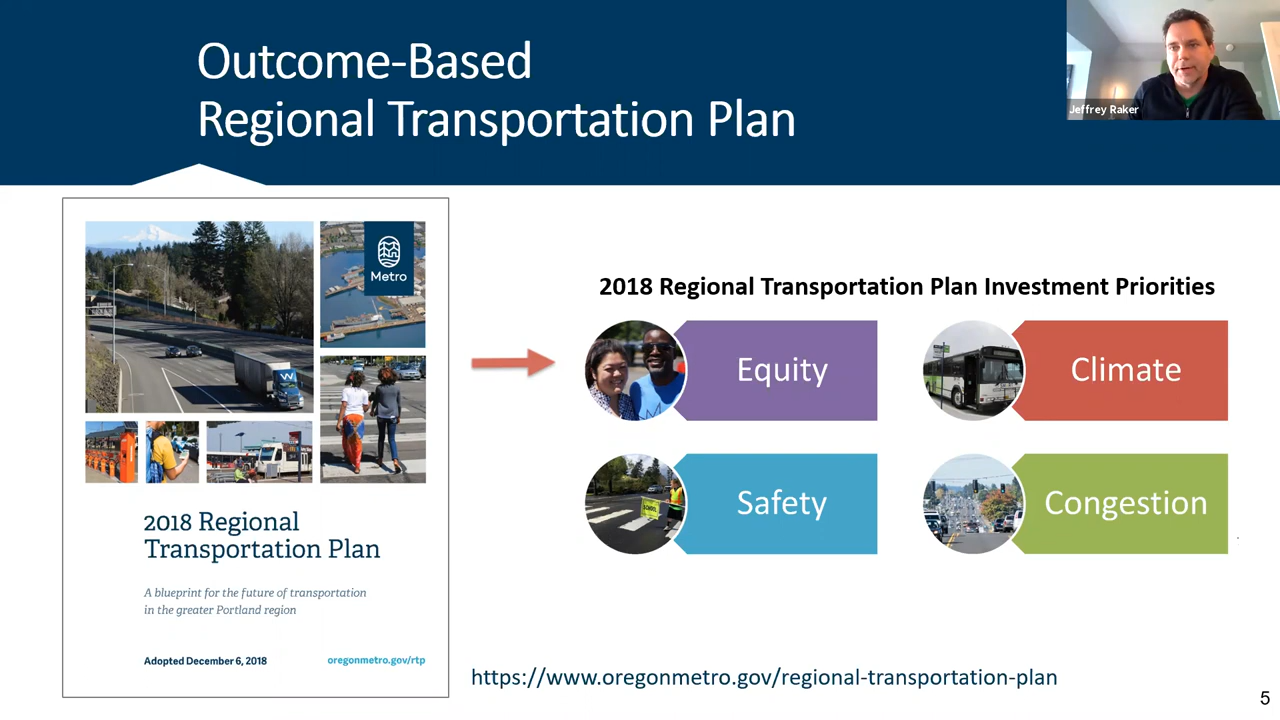 Outcome-Based
Regional Transportation Plan
Jeffrey Raker
Metro
2018 Regional
Transportation Plan
A blueprint for the future of transportation
in the greater Portland region
Adopted December 6, 2018
oregonmetro.gov/rtp
2018 Regional Transportation Plan Investment Priorities
Equity
Climate
Safety
Congestion
https://www.oregonmetro.gov/regional-transportation-plan
5